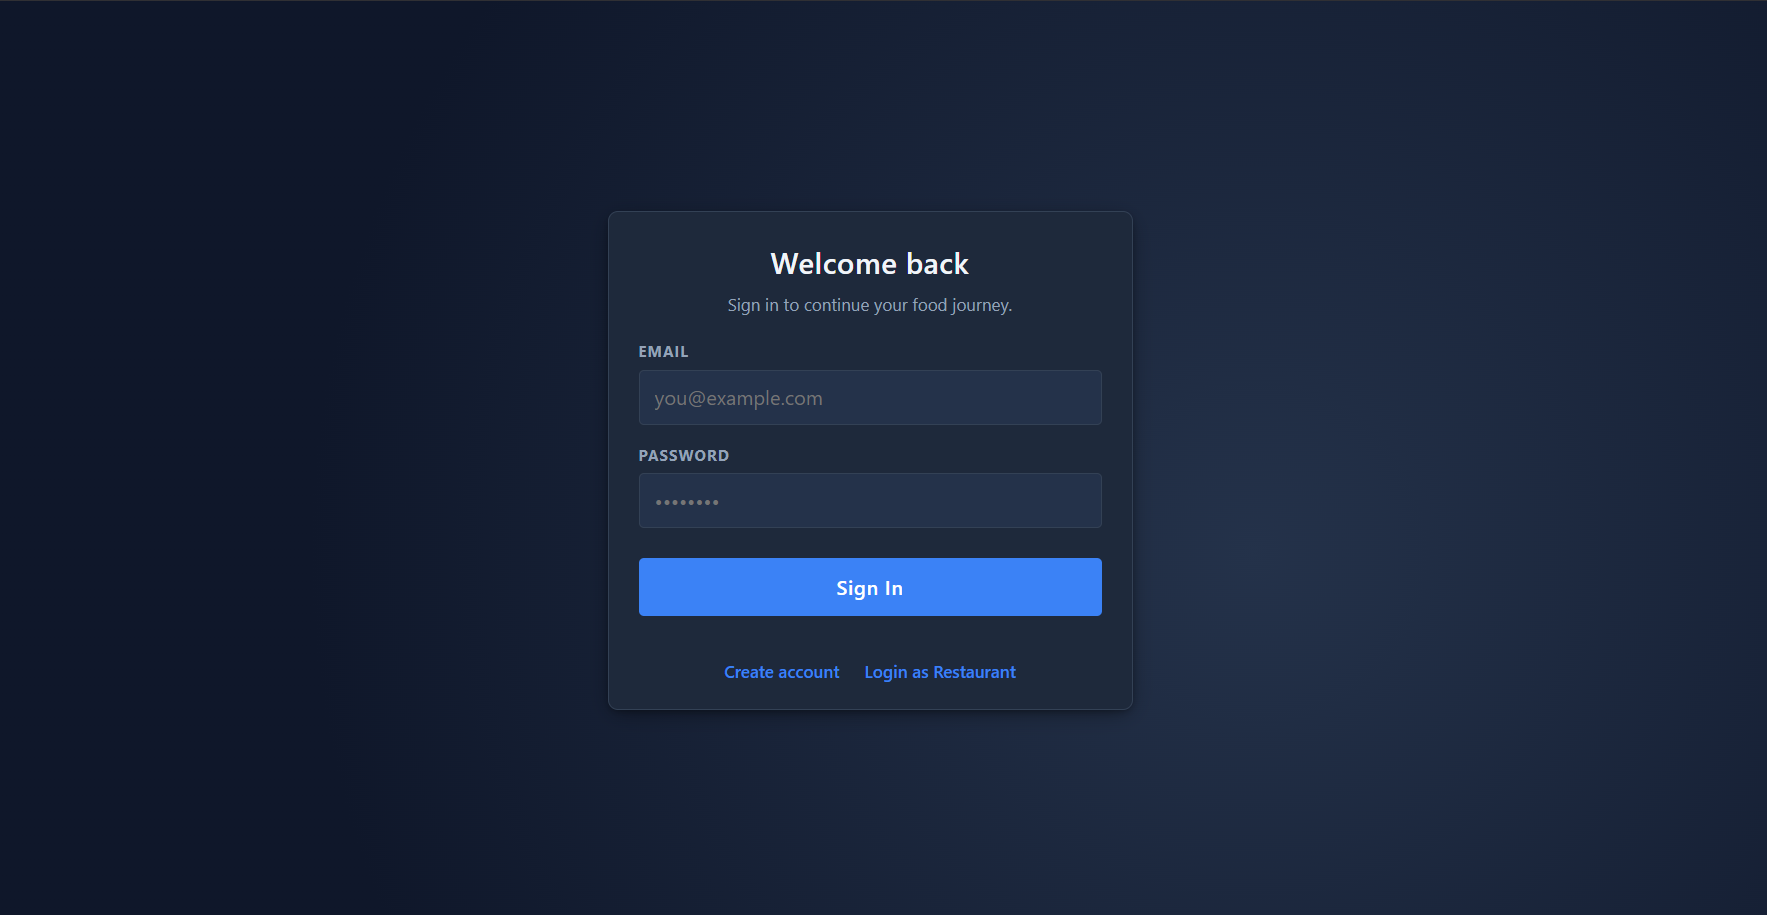 Welcome back
Sign in to continue your food journey.
EMAIL
you@example.com
PASSWORD
••••••••
Sign In
Create account Login as Restaurant